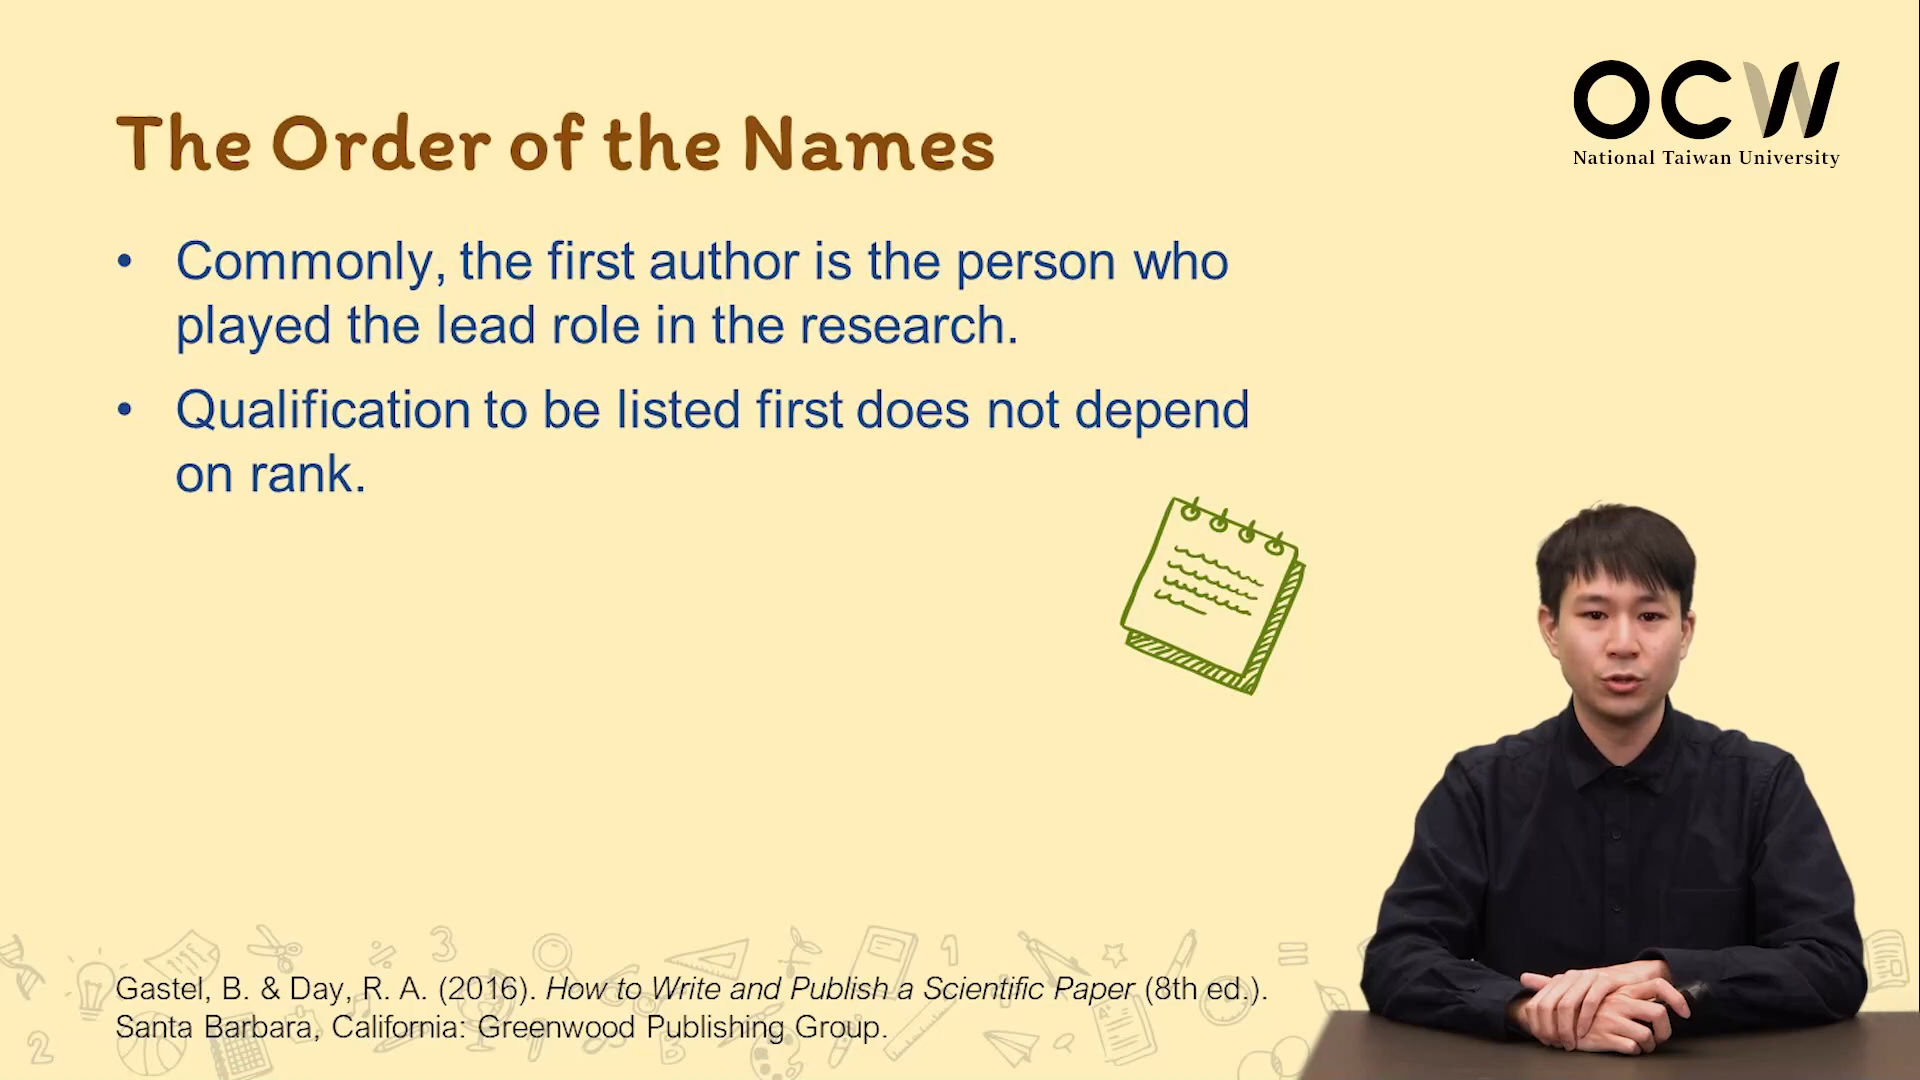 OCW
National Taiwan University
The Order of the Names
• Commonly, the first author is the person who
played the lead role in the research.
• Qualification to be listed first does not depend
on rank.
Gastel, B. & Day, R. A. (2016). How to Write and Publish a Scientific Paper (8th ed.).
Santa Barbara, California: Greenwood Publishing Group.